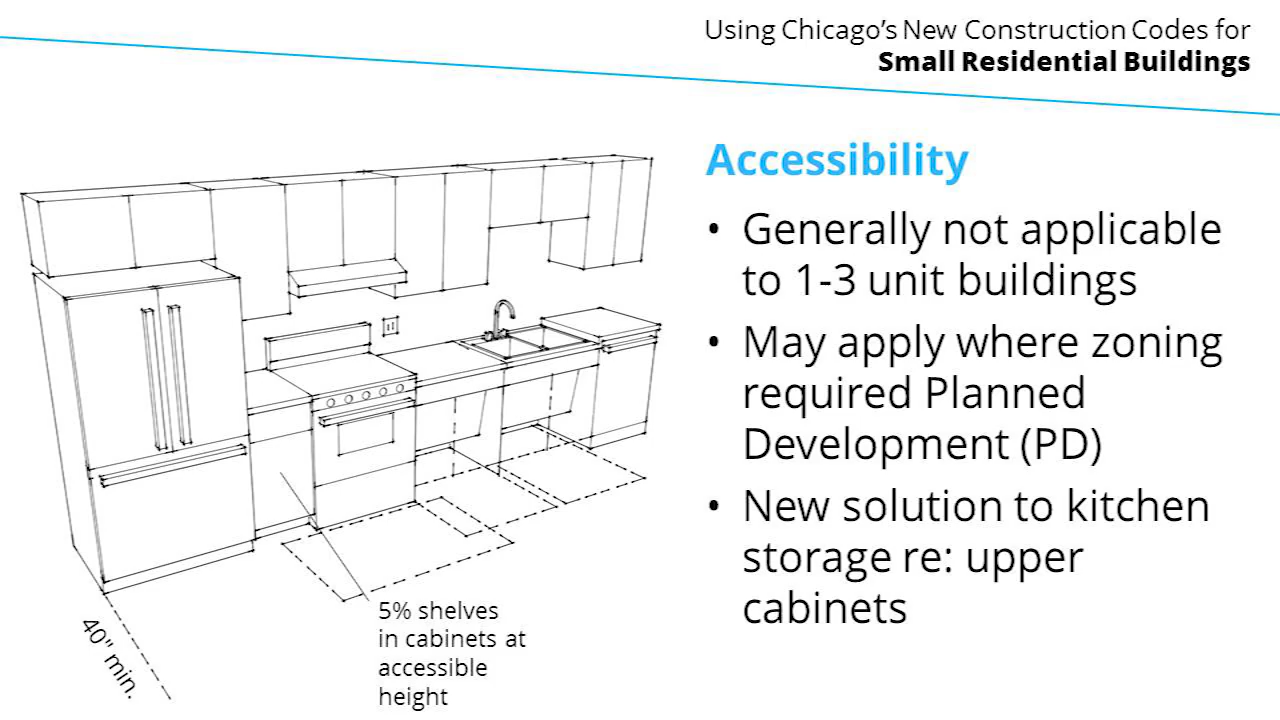 Using Chicago’s New Construction Codes for
Small Residential Buildings
Accessibility
• Generally not applicable
to 1-3 unit buildings
• May apply where zoning
required Planned
Development (PD)
• New solution to kitchen
storage re: upper
cabinets
5% shelves
in cabinets at
accessible
height
40" min.